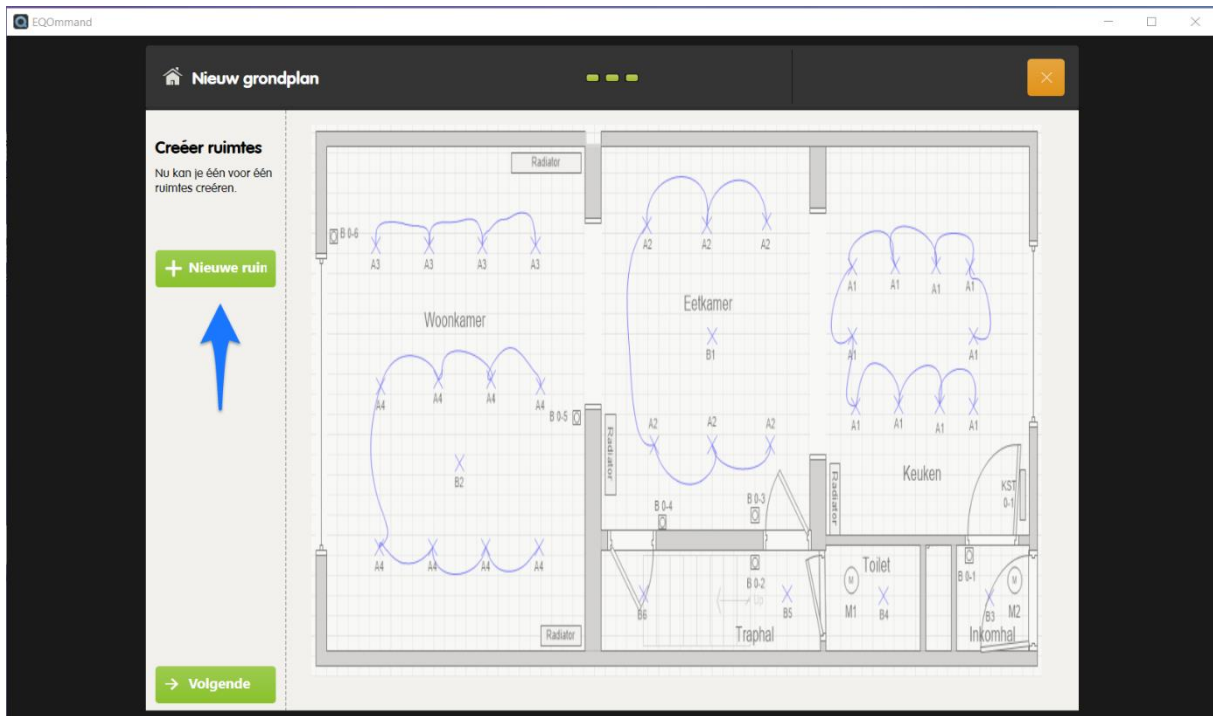 EQOmmand
Nieuw grondplan
Creëer ruimtes
Nu kan je één voor één
ruimtes creëren.
Nieuwe ruin
Volgende
Radiator
B 0-6
A3 A3 A3 A3
Woonkamer
A4 A4 A4 A4
B 0-5
B2
A4 A4 A4 A4
Radiator
A2 A2 A2
Eetkamer
B1
A2 A2 A2
Radiator
B 0-4
B 0-3
A1 A1 A1 A1
A1 A1
A1 A1 A1 A1
Keuken
Radiator
KST
0-1
B 0-2
Up
B6
B5
Traphal
Toilet
M
M1
B4
B 0-1
M
B3
M2
Inkomhal